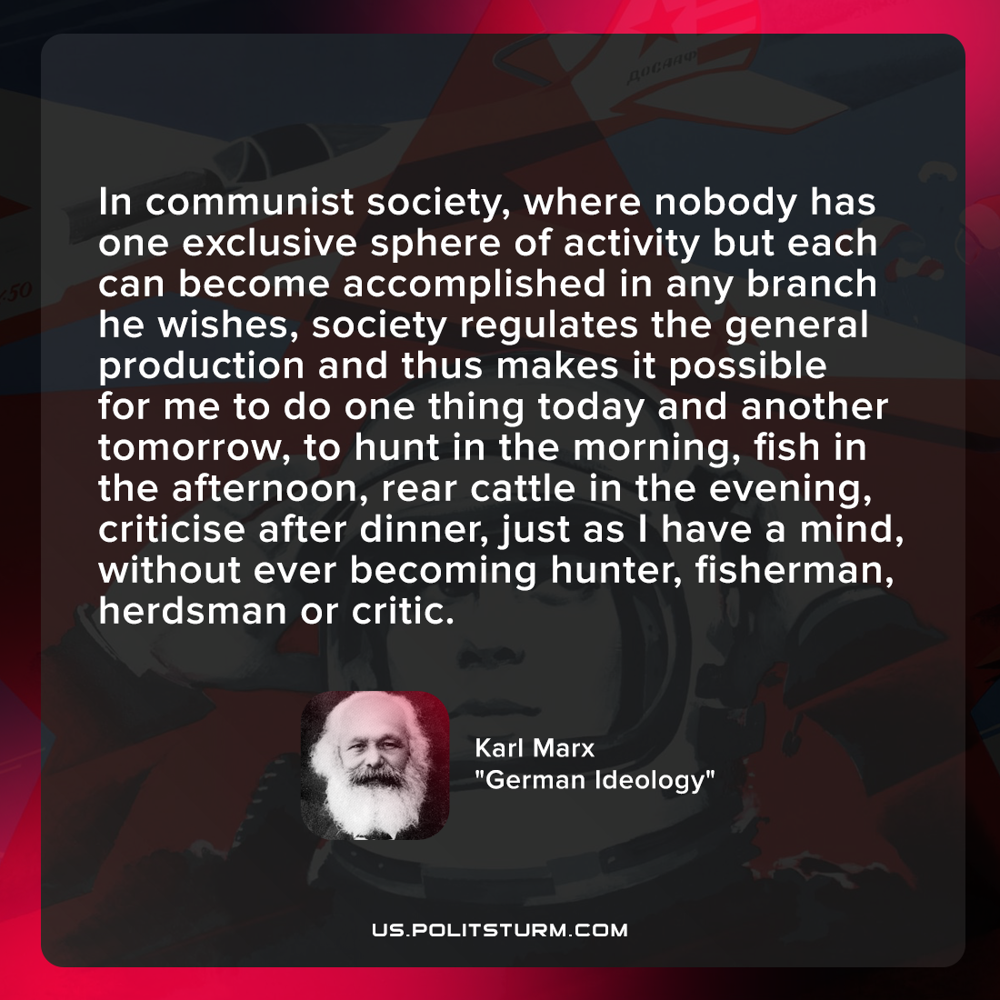 ДОСААФ
-50
In communist society, where nobody has
one exclusive sphere of activity but each
can become accomplished in any branch
he wishes, society regulates the general
production and thus makes it possible
for me to do one thing today and another
tomorrow, to hunt in the morning, fish in
the afternoon, rear cattle in the evening,
criticise after dinner, just as I have a mind,
without ever becoming hunter, fisherman,
herdsman or critic.
Karl Marx
"German Ideology"
US.POLITSTURM.COM